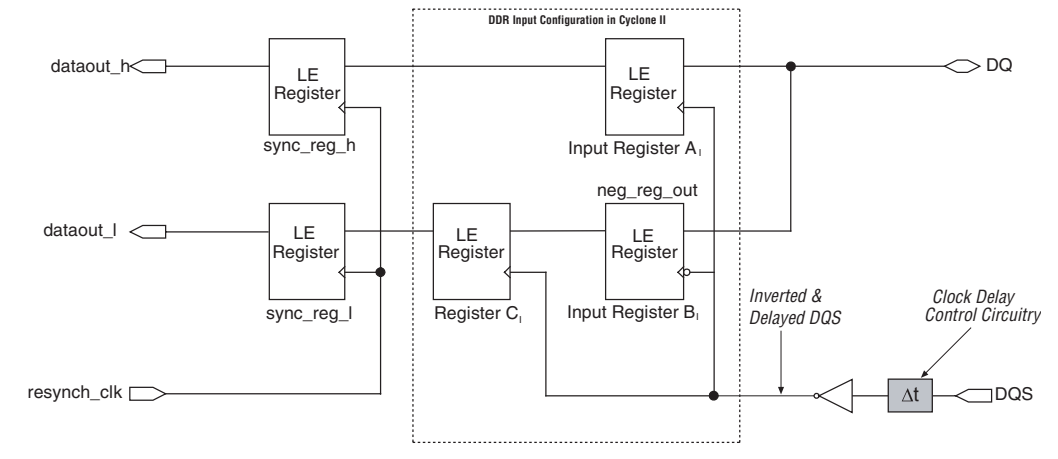 DDR Input Configuration in Cyclone II
dataout_h
LE
Register
sync_reg_h
LE
Register
Input Register A I
DQ
neg_reg_out
dataout_l
LE
Register
sync_reg_l
LE
Register
Register C I
LE
Register
Input Register B I
Inverted &
Delayed DQS
Clock Delay
Control Circuitry
resynch_clk
Δt
DQS